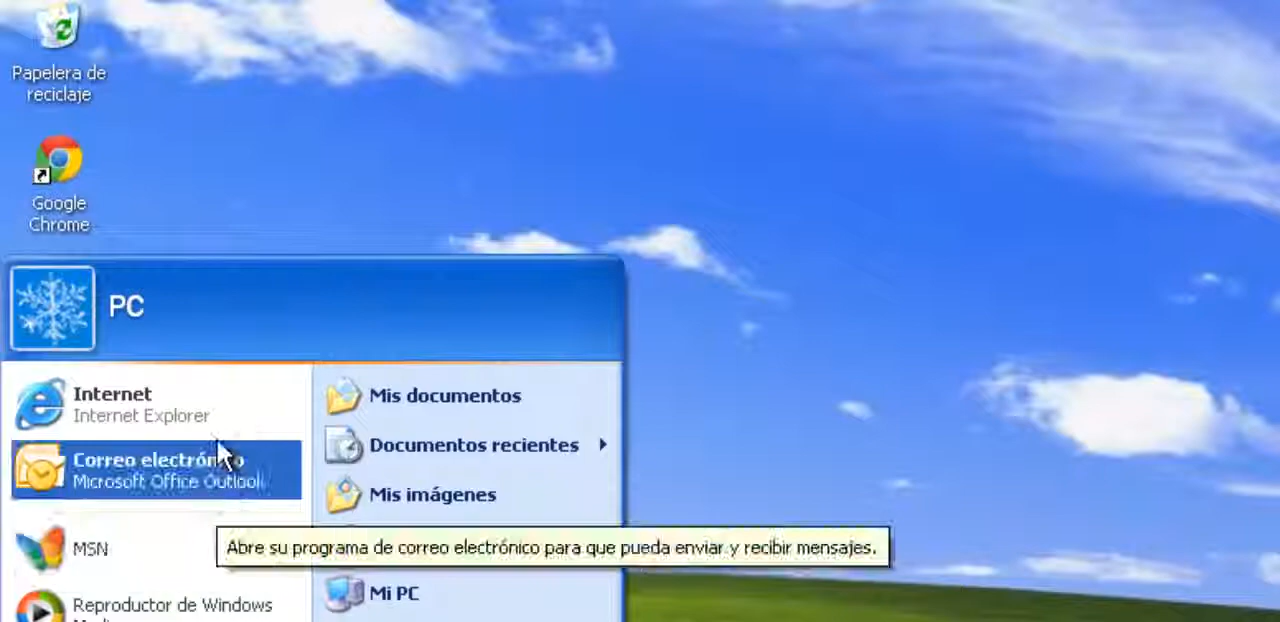 Papelera de
reciclaje
Google
Chrome
PC
Internet
Internet Explorer
Correo electrónico
Microsoft Office Outlook
MSN
Reproductor de Windows
Mis documentos
Documentos recientes
Mis imágenes
Abre su programa de correo electrónico para que pueda enviar y recibir mensajes.
Mi PC